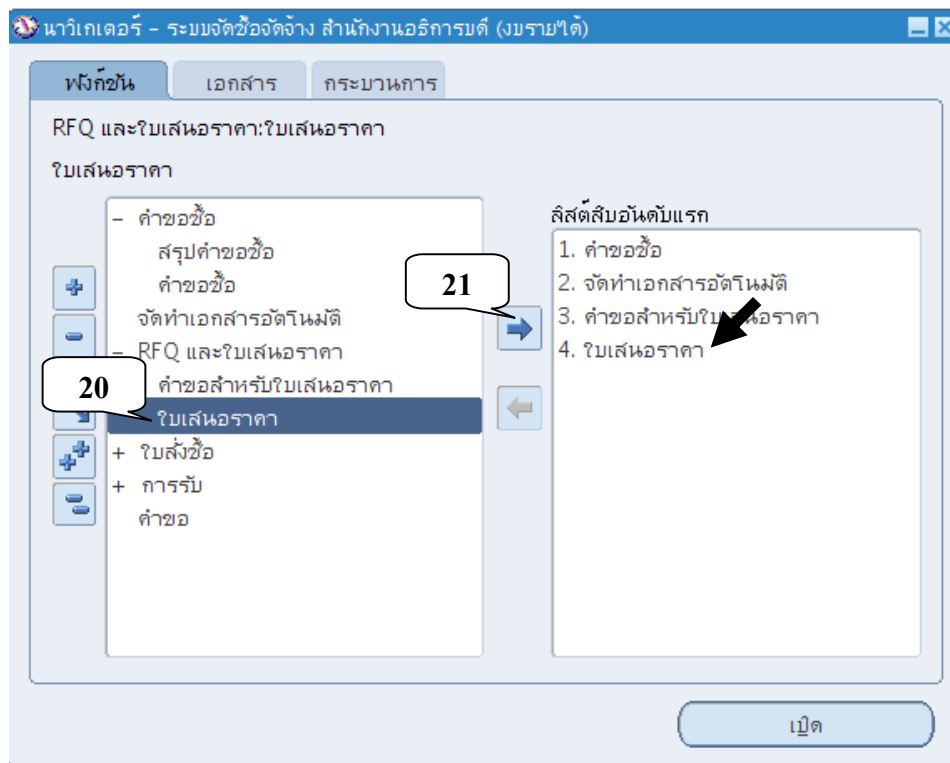 นาวิเกเตอร์ – ระบบจัดซื้อจัดจ้าง สำนักงานอธิการบดี (งบรายได้)
ฟังก์ชัน เอกสาร กระบวนการ
RFQ และใบเสนอราคา:ใบเสนอราคา
ใบเสนอราคา
– คำขอซื้อ
สรุปคำขอซื้อ
คำขอซื้อ
จัดทำเอกสารอัตโนมัติ
– RFQ และใบเสนอราคา
คำขอสำหรับใบเสนอราคา
20
ใบเสนอราคา
+ ใบสั่งซื้อ
+ การรับ
คำขอ
21
ลิสต์สิบอันดับแรก
1. คำขอซื้อ
2. จัดทำเอกสารอัตโนมัติ
3. คำขอสำหรับใบเสนอราคา
4. ใบเสนอราคา
เปิด